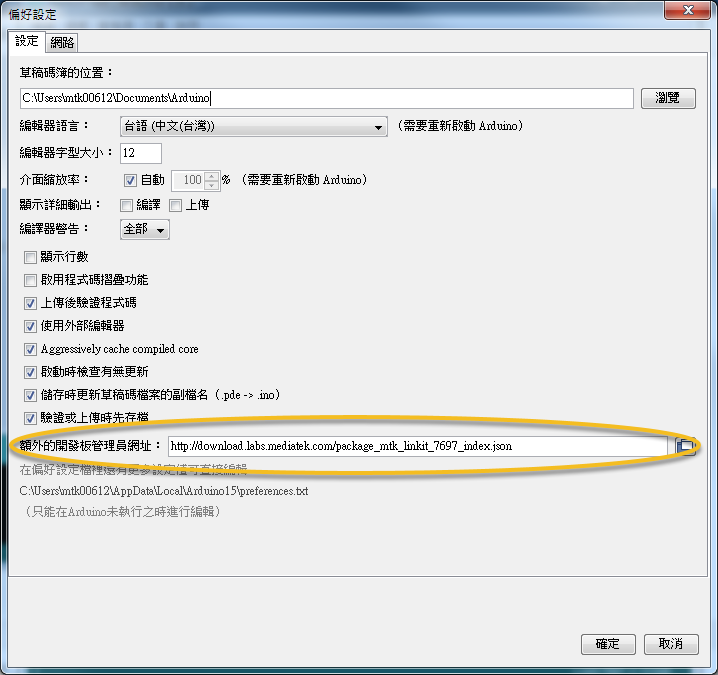 偏好設定
設定 網路
草稿碼簿的位置：
C:\Users\mtk00612\Documents\Arduino 瀏覽
編輯器語言： 台語 (中文(台灣)) （需要重新啟動 Arduino）
編輯器字型大小： 12
介面縮放率： 自動 100 % （需要重新啟動 Arduino）
顯示詳細輸出： 編譯 上傳
編譯器警告： 全部
顯示行數
啟用程式碼摺疊功能
上傳後驗證程式碼
使用外部編輯器
Aggressively cache compiled core
啟動時檢查有無更新
儲存時更新草稿碼檔案的副檔名（.pde -> .ino）
驗證或上傳時先存檔
額外的開發板管理員網址： http://download.labs.mediatek.com/package_mtk_linkit_7697_index.json
在偏好設定檔裡還有更多設定值可直接編輯
C:\Users\mtk00612\AppData\Local\Arduino15\preferences.txt
（只能在Arduino未執行之時進行編輯）
確定 取消